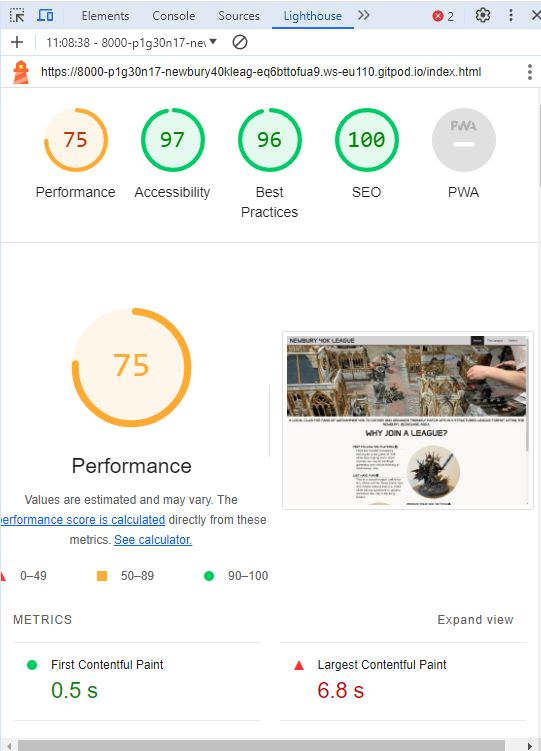 Elements Console Sources Lighthouse 2
11:08:38 - 8000-p1g30n17-nev
https://8000-p1g30n17-newbury40kleag-eq6bttofua9.ws-eu110.gitpod.io/index.html
75 97 96 100 PWA
Performance Accessibility Best Practices SEO PWA
75
NEWBURY 40K LEAGUE
Home The League Gallery
WHY JOIN A LEAGUE?
Performance
Values are estimated and may vary. The
performance score is calculated directly from these
metrics. See calculator.
0–49 50–89 90–100
METRICS Expand view
First Contentful Paint Largest Contentful Paint
0.5 s 6.8 s